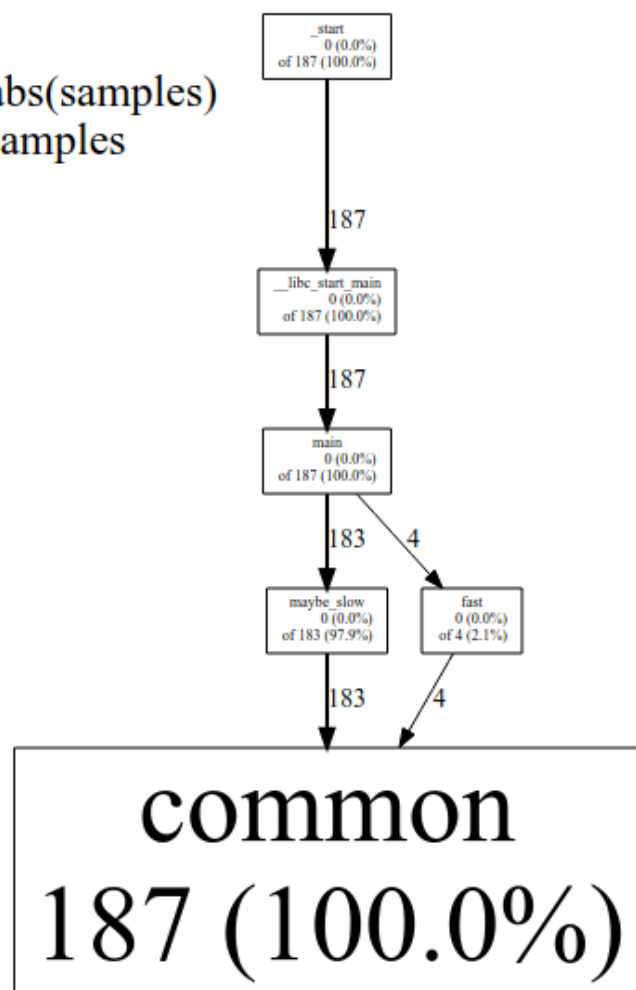 _start
0 (0.0%)
of 187 (100.0%)
abs(samples)
amples
187
__libc_start_main
0 (0.0%)
of 187 (100.0%)
187
main
0 (0.0%)
of 187 (100.0%)
183
4
maybe_slow
0 (0.0%)
of 183 (97.9%)
fast
0 (0.0%)
of 4 (2.1%)
183
4
common
187 (100.0%)